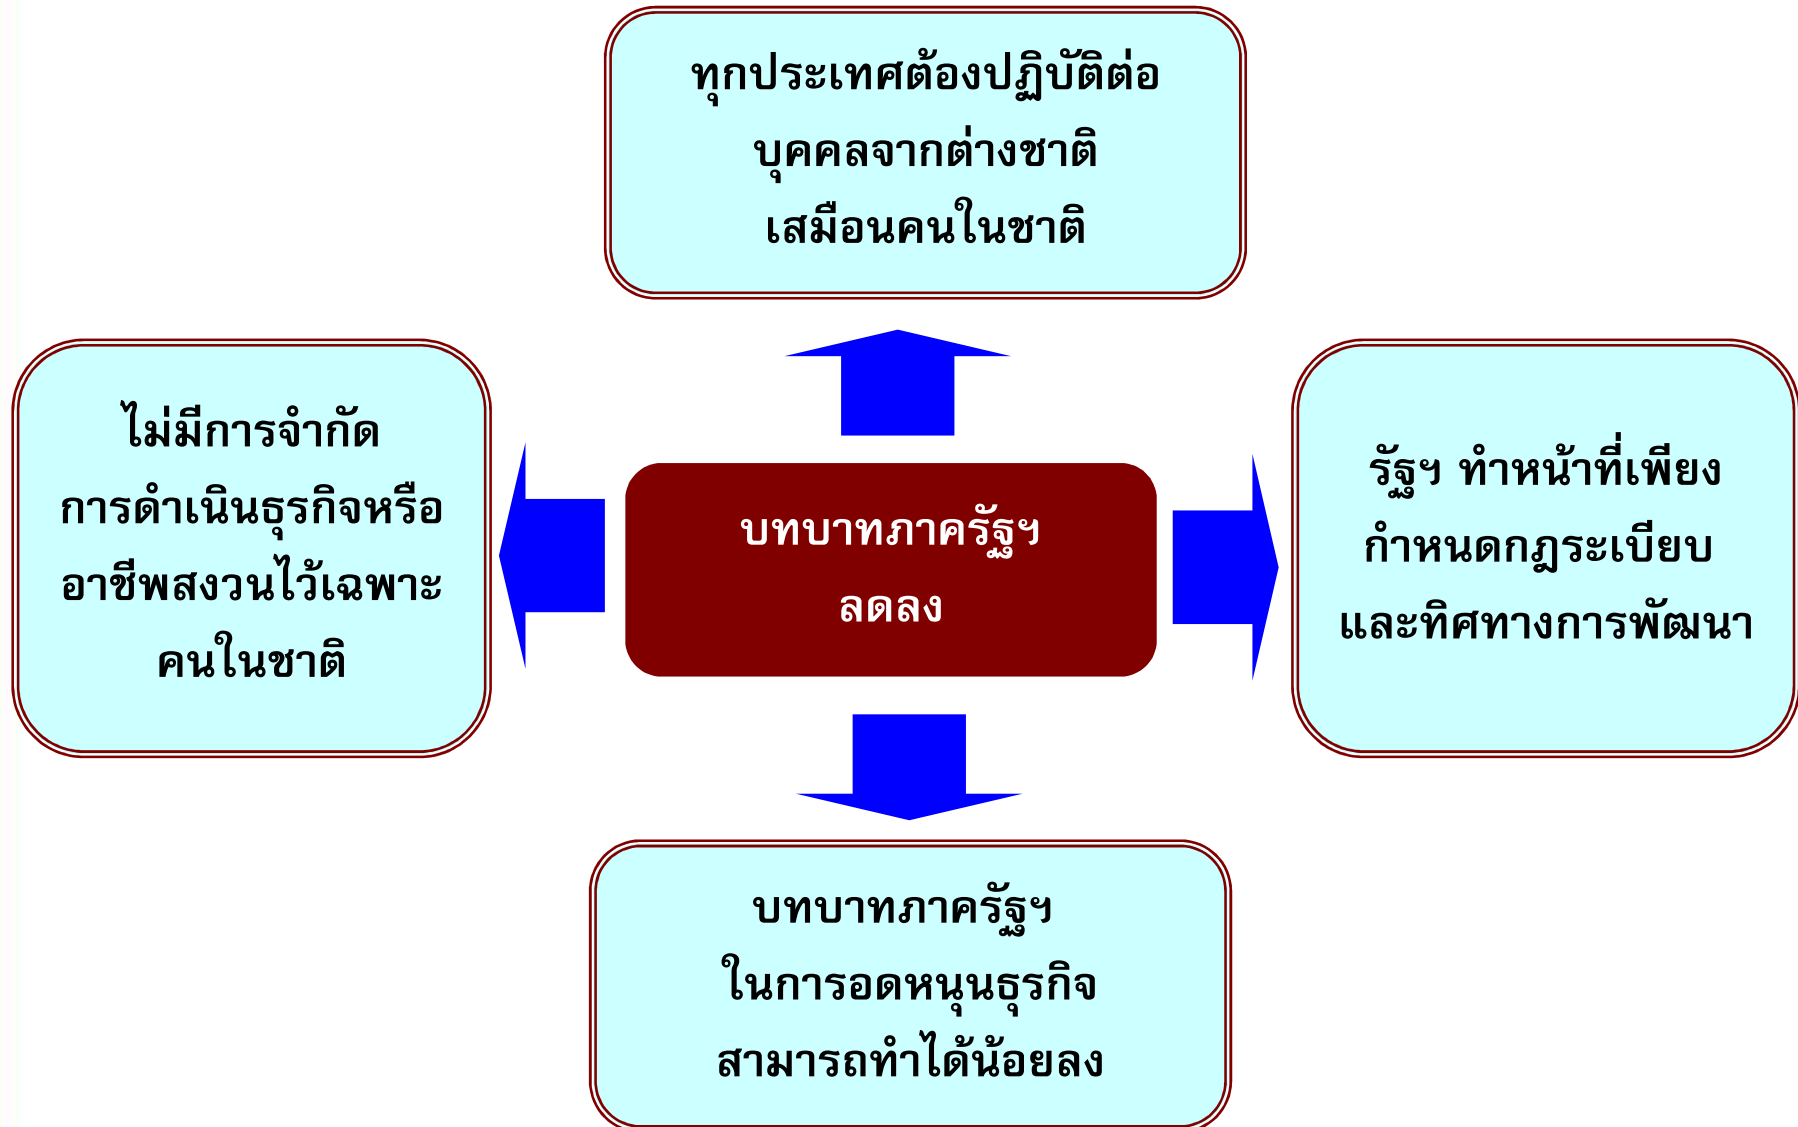 ทุกประเทศต้องปฏิบัติต่อ
บุคคลจากต่างชาติ
เสมือนคนในชาติ
ไม่มีการจำกัด
การดำเนินธุรกิจหรือ
อาชีพสงวนไว้เฉพาะ
คนในชาติ
บทบาทภาครัฐฯ
ลดลง
รัฐฯ ทำหน้าที่เพียง
กำหนดกฎระเบียบ
และทิศทางการพัฒนา
บทบาทภาครัฐฯ
ในการอดหนุนธุรกิจ
สามารถทำได้น้อยลง